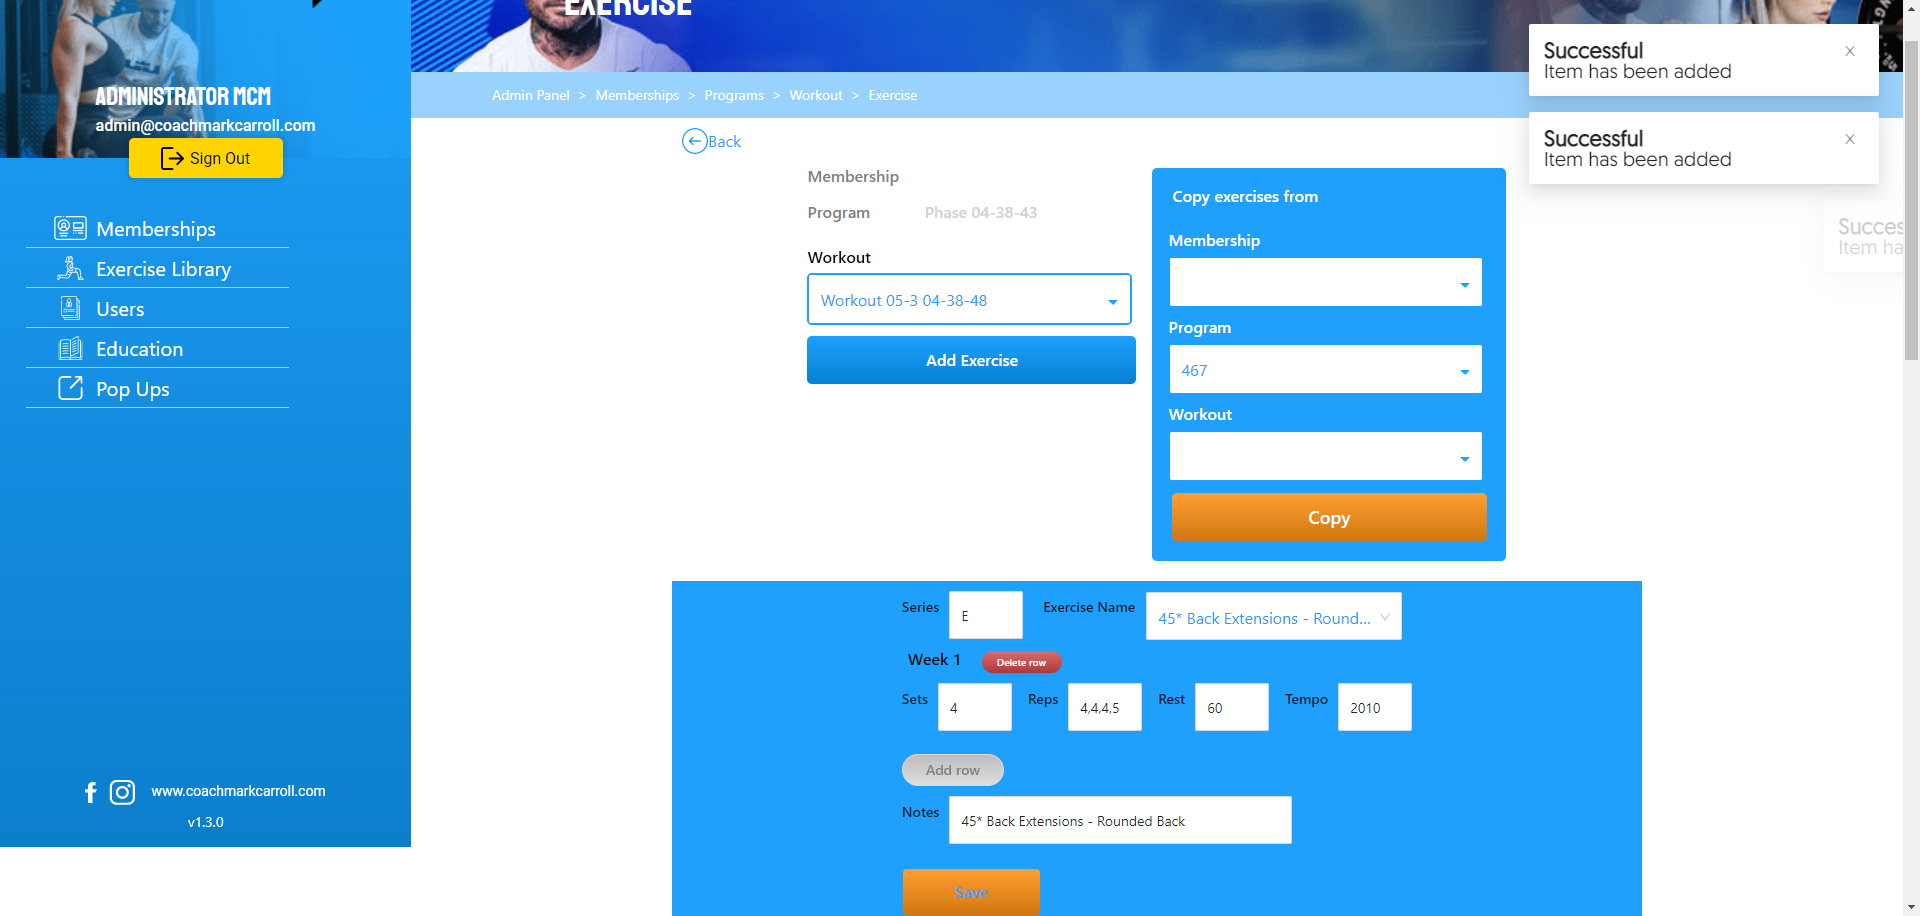 EXERCISE
ADMINISTRATOR MCM
admin@coachmarkcarroll.com
Sign Out
Memberships
Exercise Library
Users
Education
Pop Ups
www.coachmarkcarroll.com
v1.3.0
Admin Panel > Memberships > Programs > Workout > Exercise
Back
Membership
Program Phase 04-38-43
Workout
Workout 05-3 04-38-48
Add Exercise
Copy exercises from
Membership
Program
467
Workout
Copy
Successful
Item has been added
X
Successful
Item has been added
X
Succes
Item ha
Series E Exercise Name 45* Back Extensions - Round...
Week 1 Delete row
Sets 4 Reps 4,4,4,5 Rest 60 Tempo 2010
Add row
Notes 45* Back Extensions - Rounded Back
Save